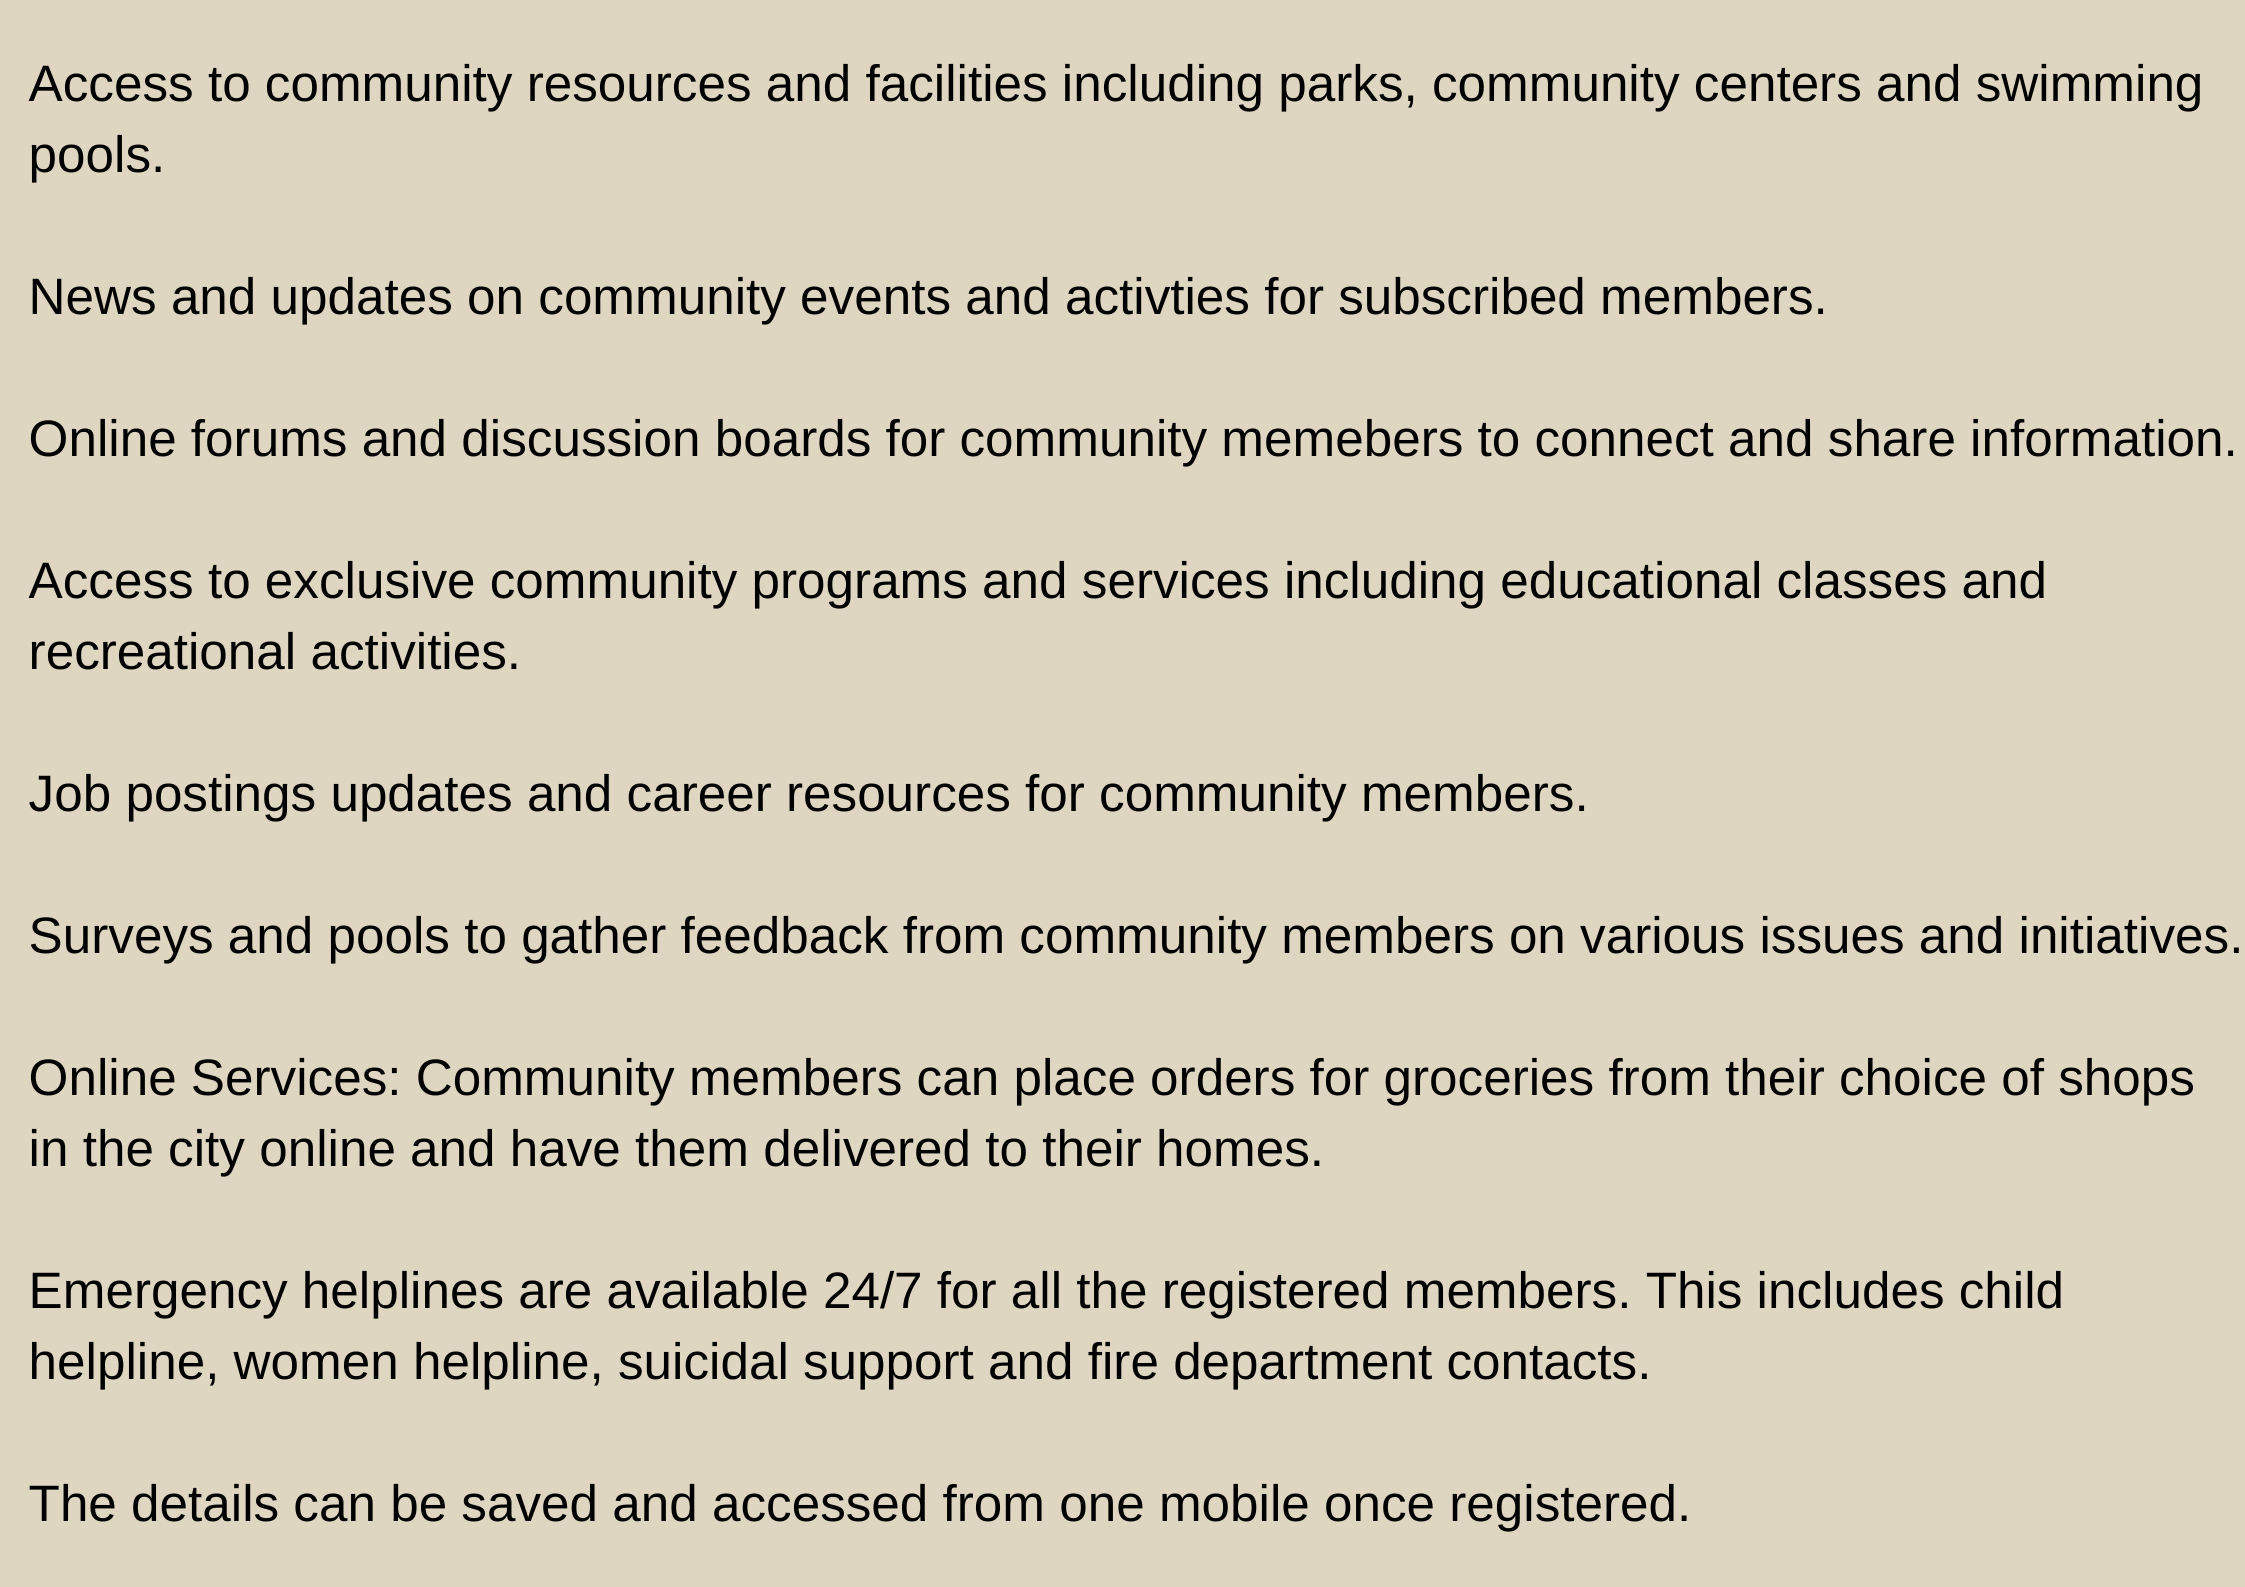 Access to community resources and facilities including parks, community centers and swimming
pools.
News and updates on community events and activties for subscribed members.
Online forums and discussion boards for community memebers to connect and share information.
Access to exclusive community programs and services including educational classes and
recreational activities.
Job postings updates and career resources for community members.
Surveys and pools to gather feedback from community members on various issues and initiatives.
Online Services: Community members can place orders for groceries from their choice of shops
in the city online and have them delivered to their homes.
Emergency helplines are available 24/7 for all the registered members. This includes child
helpline, women helpline, suicidal support and fire department contacts.
The details can be saved and accessed from one mobile once registered.